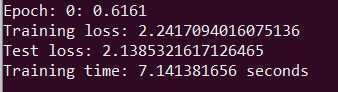 Epoch: 0: 0.6161
Training loss: 2.2417094016075136
Test loss: 2.1385321617126465
Training time: 7.141381656 seconds